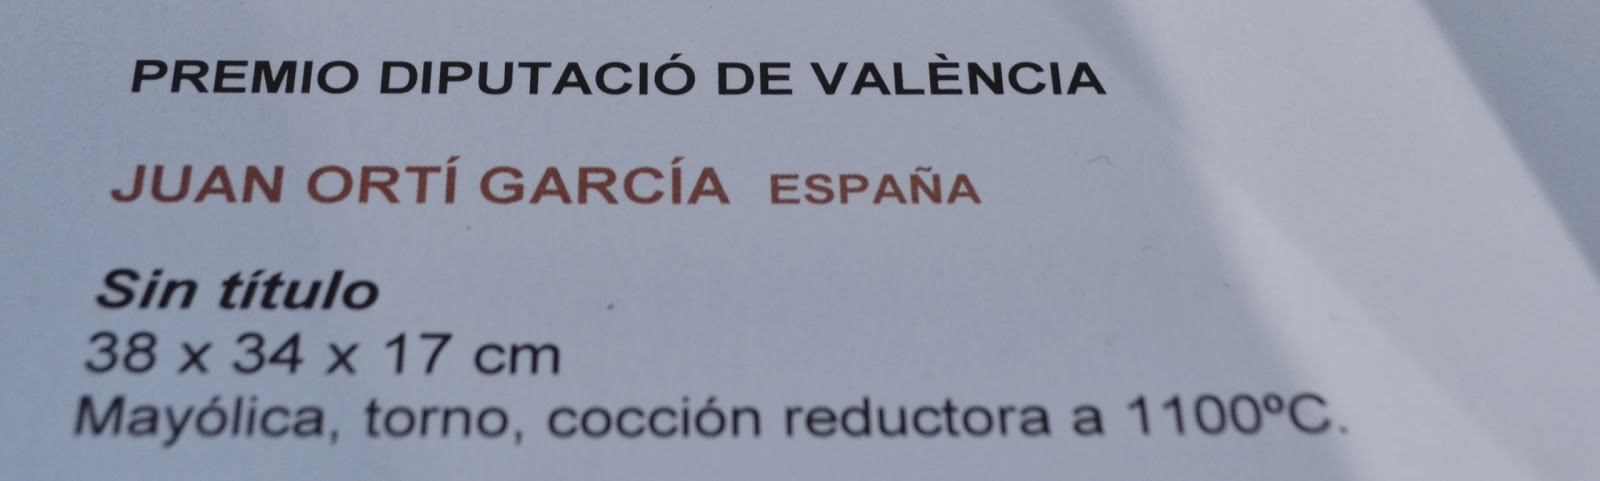 PREMIO DIPUTACIÓ DE VALÈNCIA
JUAN ORTÍ GARCÍA ESPAÑA
Sin título
38 x 34 x 17 cm
Mayólica, torno, cocción reductora a 1100ºC.